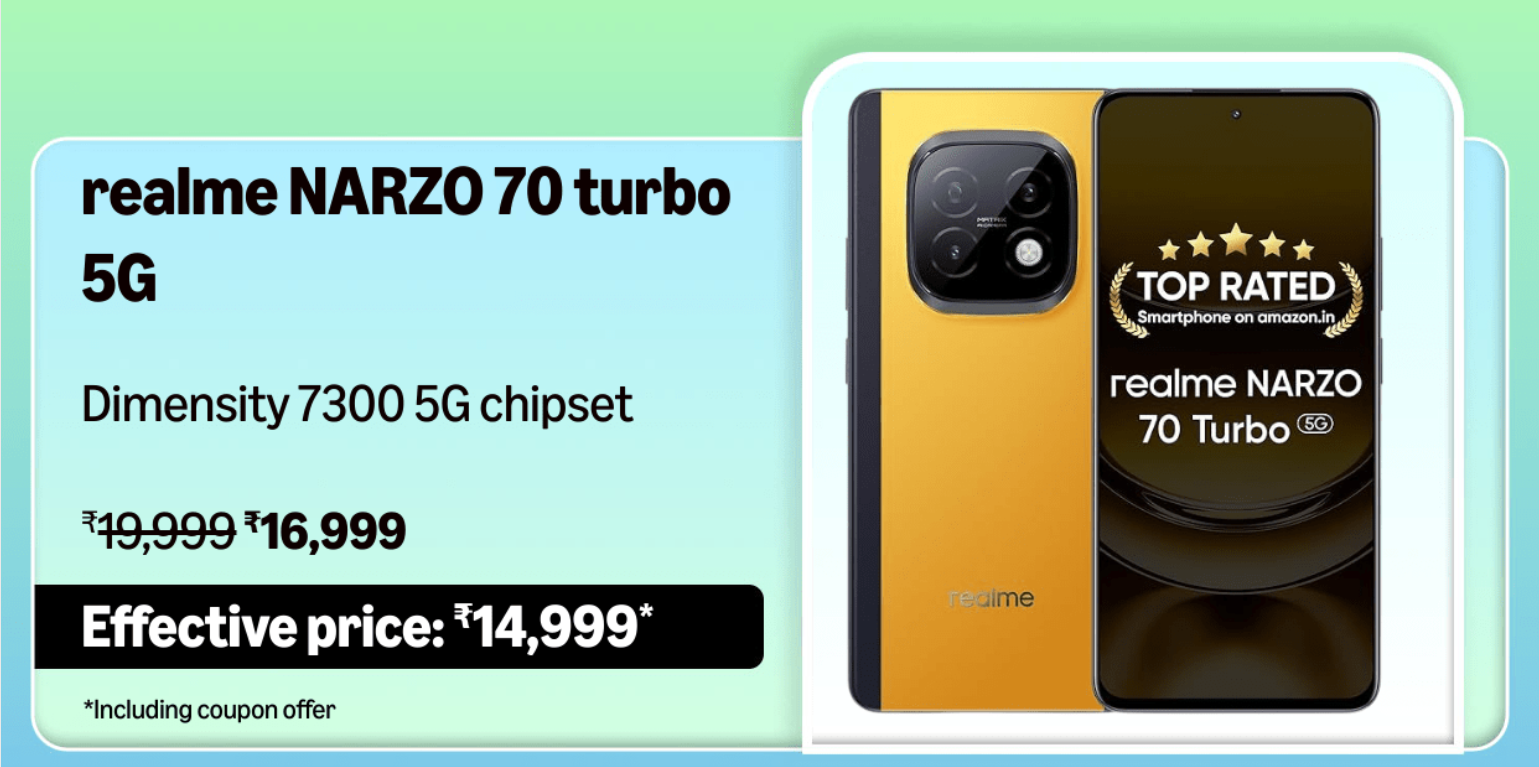 realme NARZO 70 turbo
5G
Dimensity 7300 5G chipset
₹19,999 ₹16,999
Effective price: ₹14,999*
*Including coupon offer
MATRIX
realme
TOP RATED
Smartphone on amazon.in
realme NARZO
70 Turbo 5G